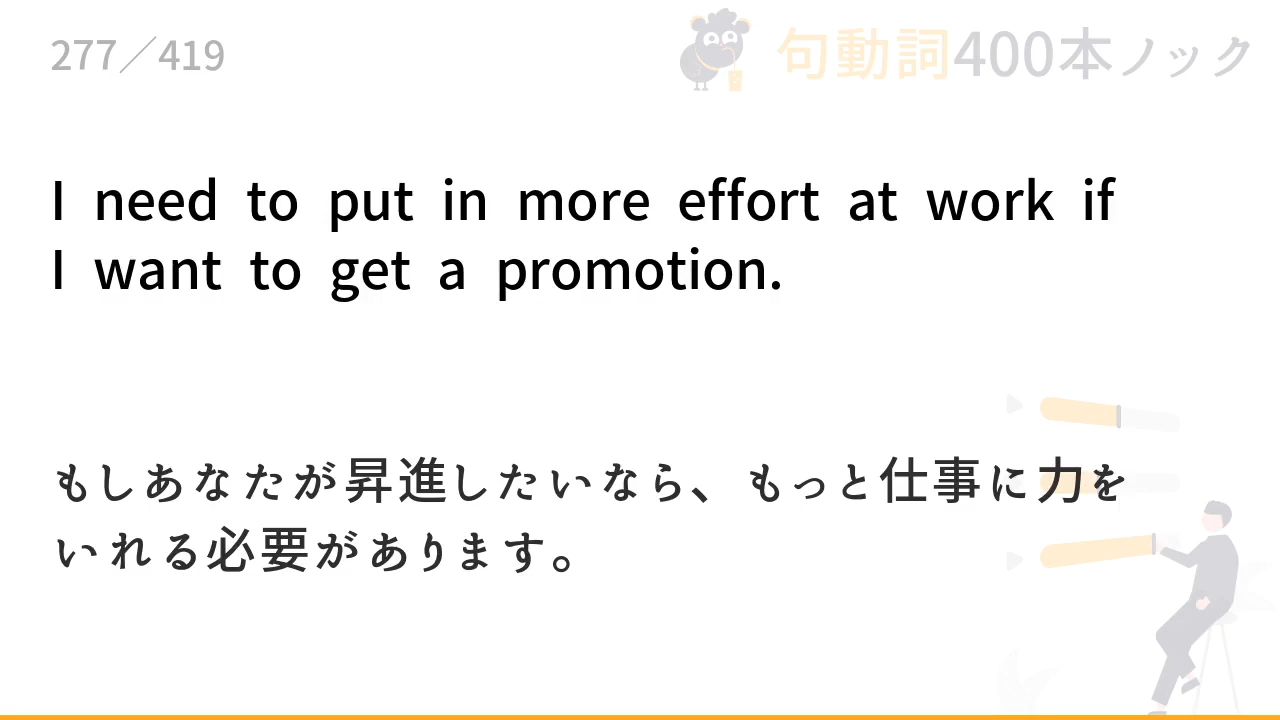 277／419
句動詞400本ノック
I need to put in more effort at work if
I want to get a promotion.
もしあなたが昇進したいなら、もっと仕事に力を
いれる必要があります。